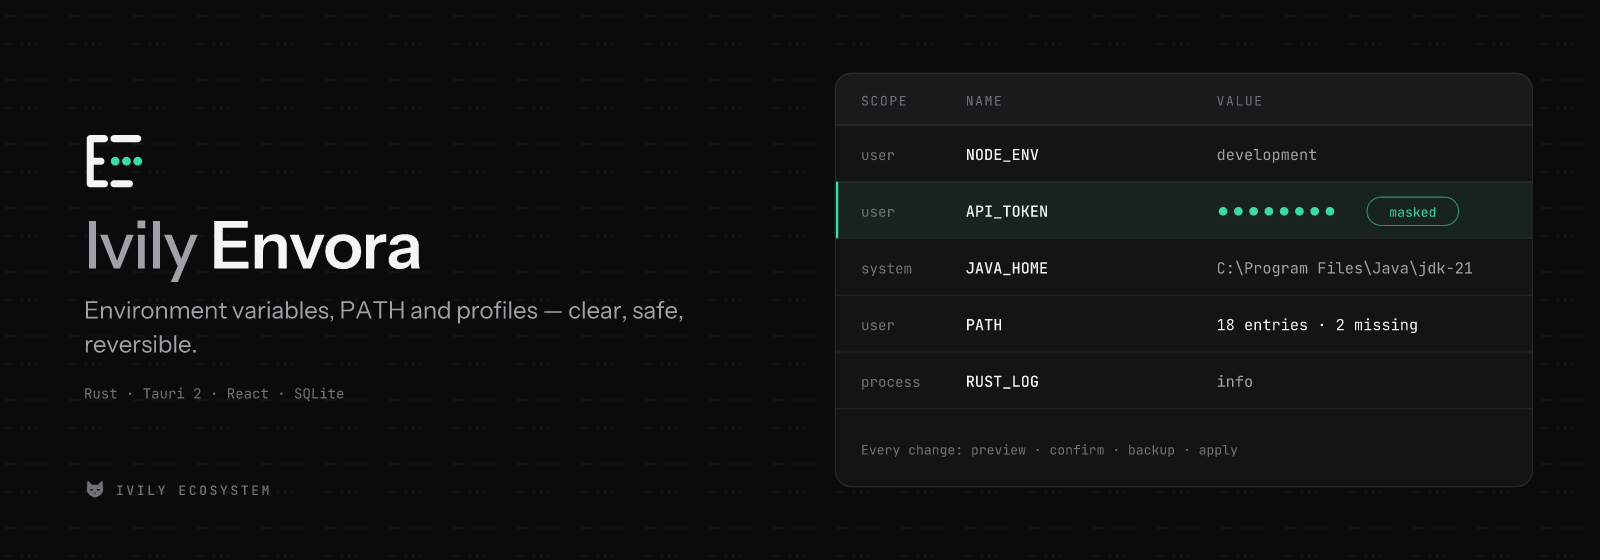 Ivily Envora
Environment variables, PATH and profiles — clear, safe,
reversible.
Rust · Tauri 2 · React · SQLite
IVILY ECOSYSTEM
SCOPE NAME VALUE
user NODE_ENV development
user API_TOKEN ●●●●●●●● masked
system JAVA_HOME C:\Program Files\Java\jdk-21
user PATH 18 entries · 2 missing
process RUST_LOG info
Every change: preview · confirm · backup · apply